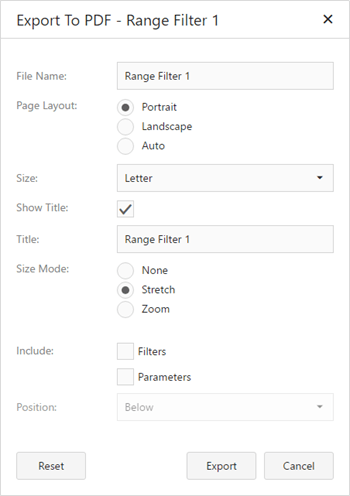 Export To PDF - Range Filter 1 ✕
File Name: Range Filter 1
Page Layout: Portrait
Landscape
Auto
Size: Letter
Show Title:
Title: Range Filter 1
Size Mode: None
Stretch
Zoom
Include: Filters
Parameters
Position: Below
Reset Export Cancel